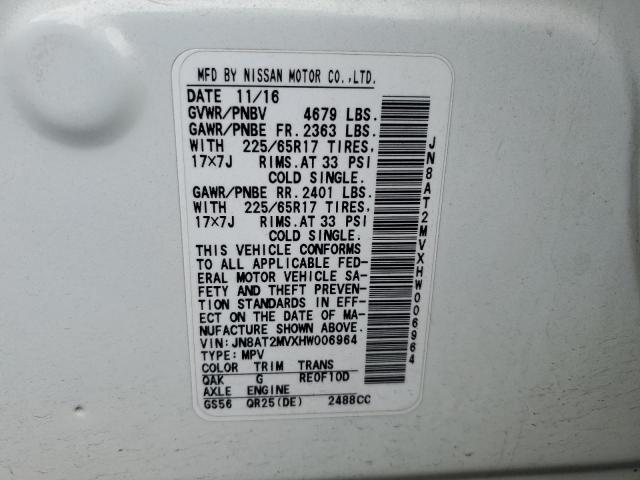 MFD BY NISSAN MOTOR CO.,LTD.
DATE 11/16
GVWR/PNBV 4679 LBS.
GAWR/PNBE FR. 2363 LBS.
WITH 225/65R17 TIRES.
17×7J RIMS. AT 33 PSI
COLD SINGLE.
GAWR/PNBE RR. 2401 LBS.
WITH 225/65R17 TIRES.
17×7J RIMS. AT 33 PSI
COLD SINGLE.
THIS VEHICLE CONFORMS
TO ALL APPLICABLE FED-
ERAL MOTOR VEHICLE SA-
FETY AND THEFT PREVEN-
TION STANDARDS IN EFF-
ECT ON THE DATE OF MA-
NUFACTURE SHOWN ABOVE.
VIN:JN8AT2MVXHW006964
TYPE: MPV
COLOR TRIM TRANS
QAK G RE0F10D
AXLE ENGINE
GS56 QR25(DE) 2488CC
JN8AT2MVXHW006964